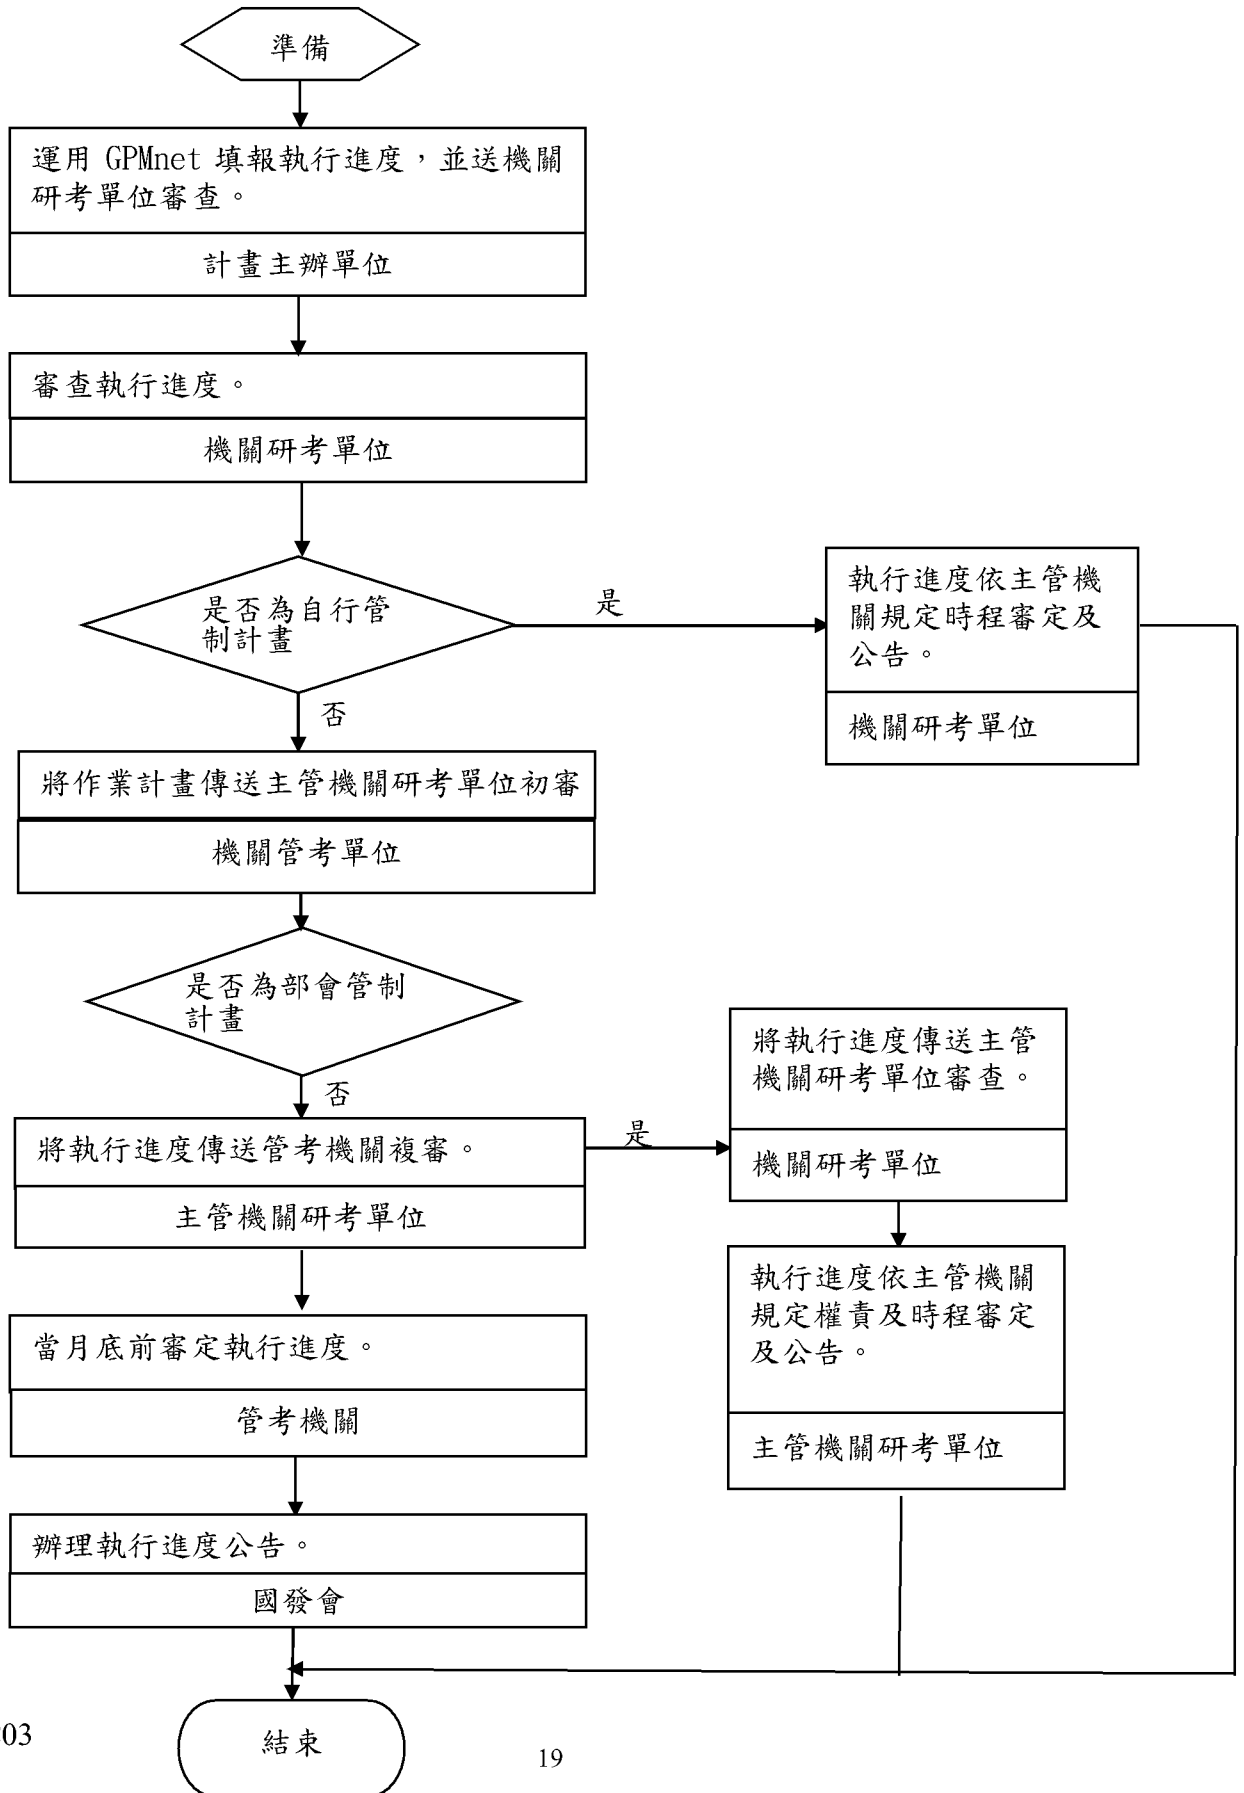 準備
運用 GPMnet 填報執行進度，並送機關
研考單位審查。
計畫主辦單位
審查執行進度。
機關研考單位
是否為自行管
制計畫
是
執行進度依主管機
關規定時程審定及
公告。
機關研考單位
否
將作業計畫傳送主管機關研考單位初審
機關管考單位
是否為部會管制
計畫
否
將執行進度傳送管考機關複審。
主管機關研考單位
是
將執行進度傳送主管
機關研考單位審查。
機關研考單位
執行進度依主管機關
規定權責及時程審定
及公告。
主管機關研考單位
當月底前審定執行進度。
管考機關
辦理執行進度公告。
國發會
結束
03
19